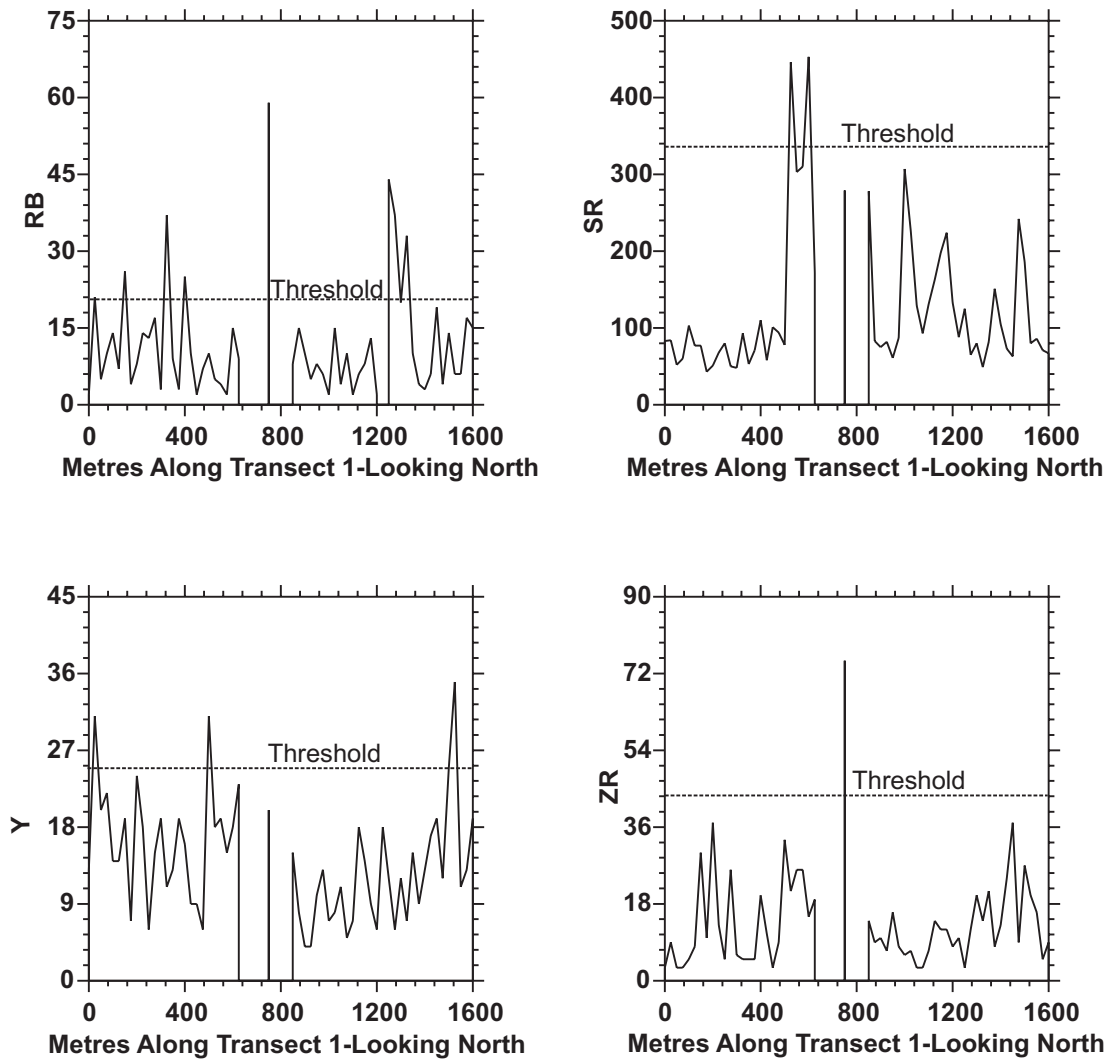 75
60
45
30
15
0
RB
Threshold
0 400 800 1200 1600
Metres Along Transect 1-Looking North
500
400
300
200
100
0
SR
Threshold
0 400 800 1200 1600
Metres Along Transect 1-Looking North
45
36
27
18
9
0
Y
Threshold
0 400 800 1200 1600
Metres Along Transect 1-Looking North
90
72
54
36
18
0
ZR
Threshold
0 400 800 1200 1600
Metres Along Transect 1-Looking North